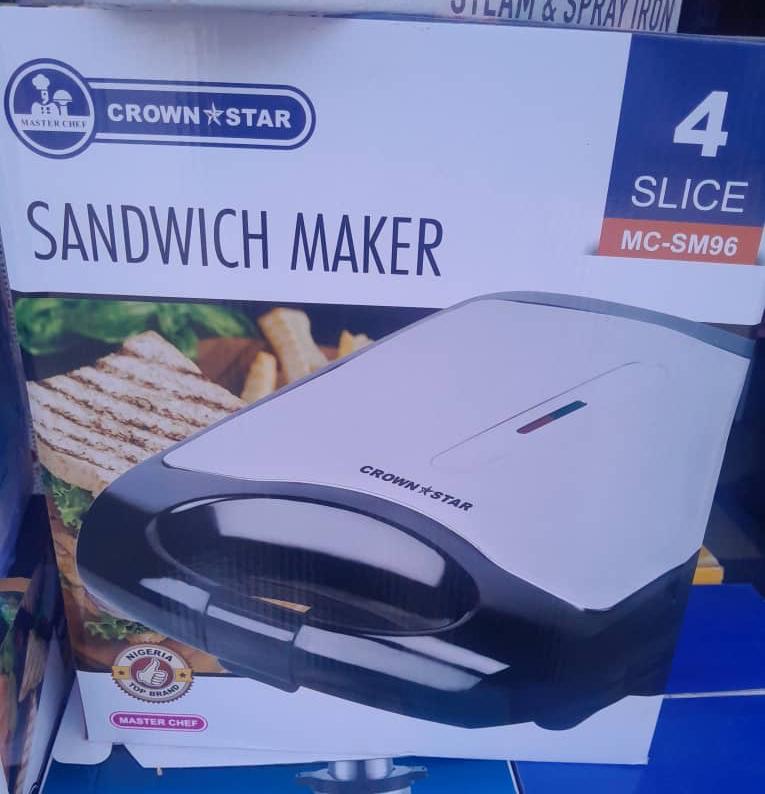 STEAM & SPRAY IRON
MASTER CHEF
CROWN★STAR
4
SLICE
MC-SM96
SANDWICH MAKER
CROWN★STAR
NIGERIA
TOP BRAND
MASTER CHEF